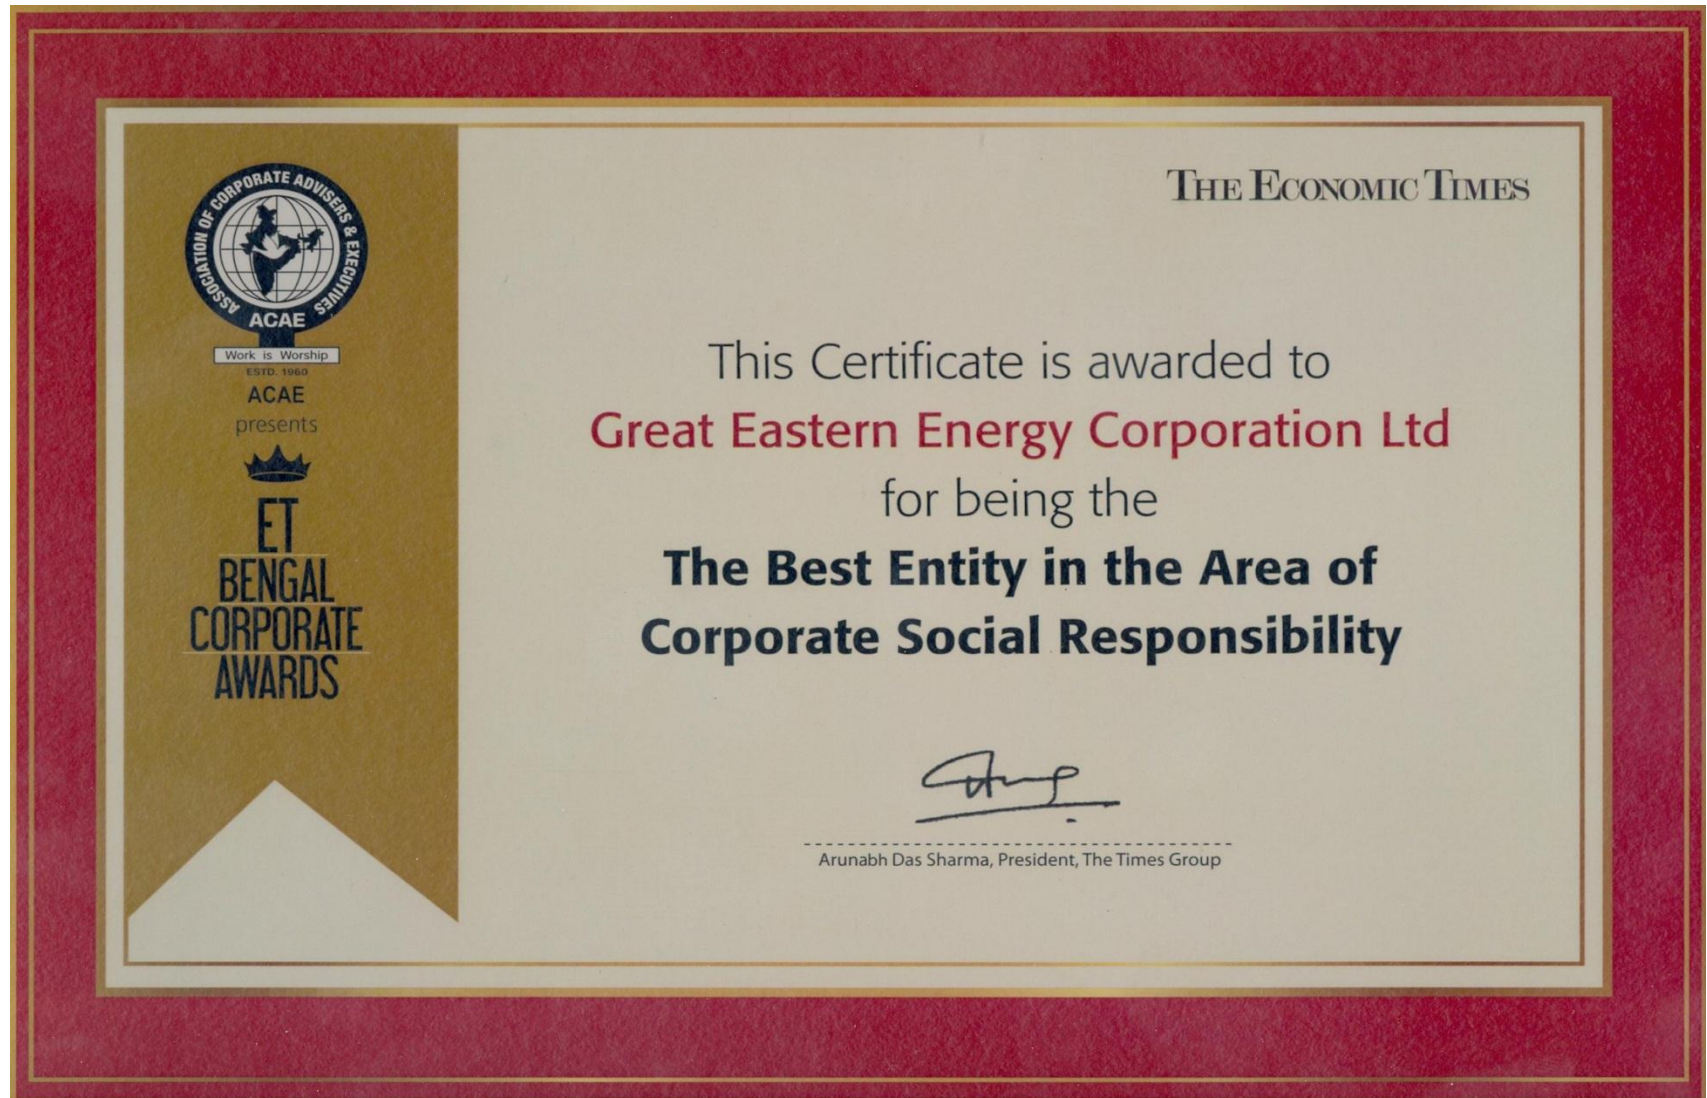 ASSOCIATION OF CORPORATE ADVISERS & EXECUTIVES
ACAE
Work is Worship
ESTD. 1960
ACAE
presents
ET
BENGAL
CORPORATE
AWARDS
THE ECONOMIC TIMES
This Certificate is awarded to
Great Eastern Energy Corporation Ltd
for being the
The Best Entity in the Area of
Corporate Social Responsibility
Arunabh Das Sharma, President, The Times Group